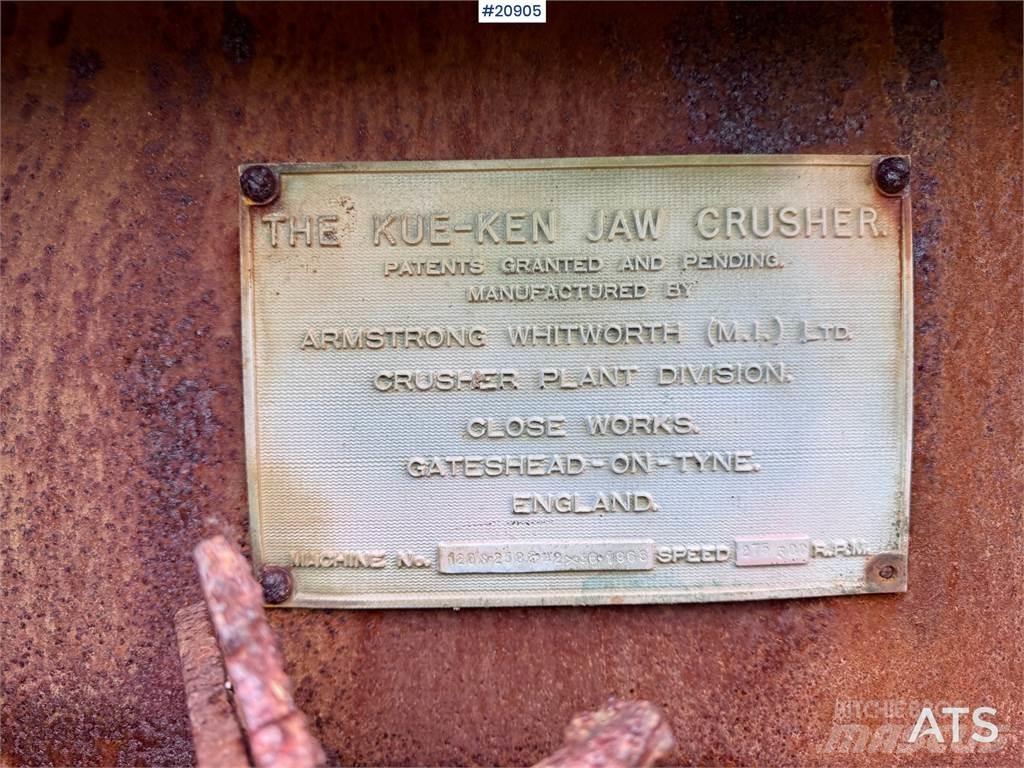 #20905
THE KUE-KEN JAW CRUSHER.
PATENTS GRANTED AND PENDING.
MANUFACTURED BY
ARMSTRONG WHITWORTH (M.I.) LTD.
CRUSHER PLANT DIVISION.
CLOSE WORKS.
GATESHEAD-ON-TYNE.
ENGLAND.
MACHINE NO. SPEED R.P.M.
ATS